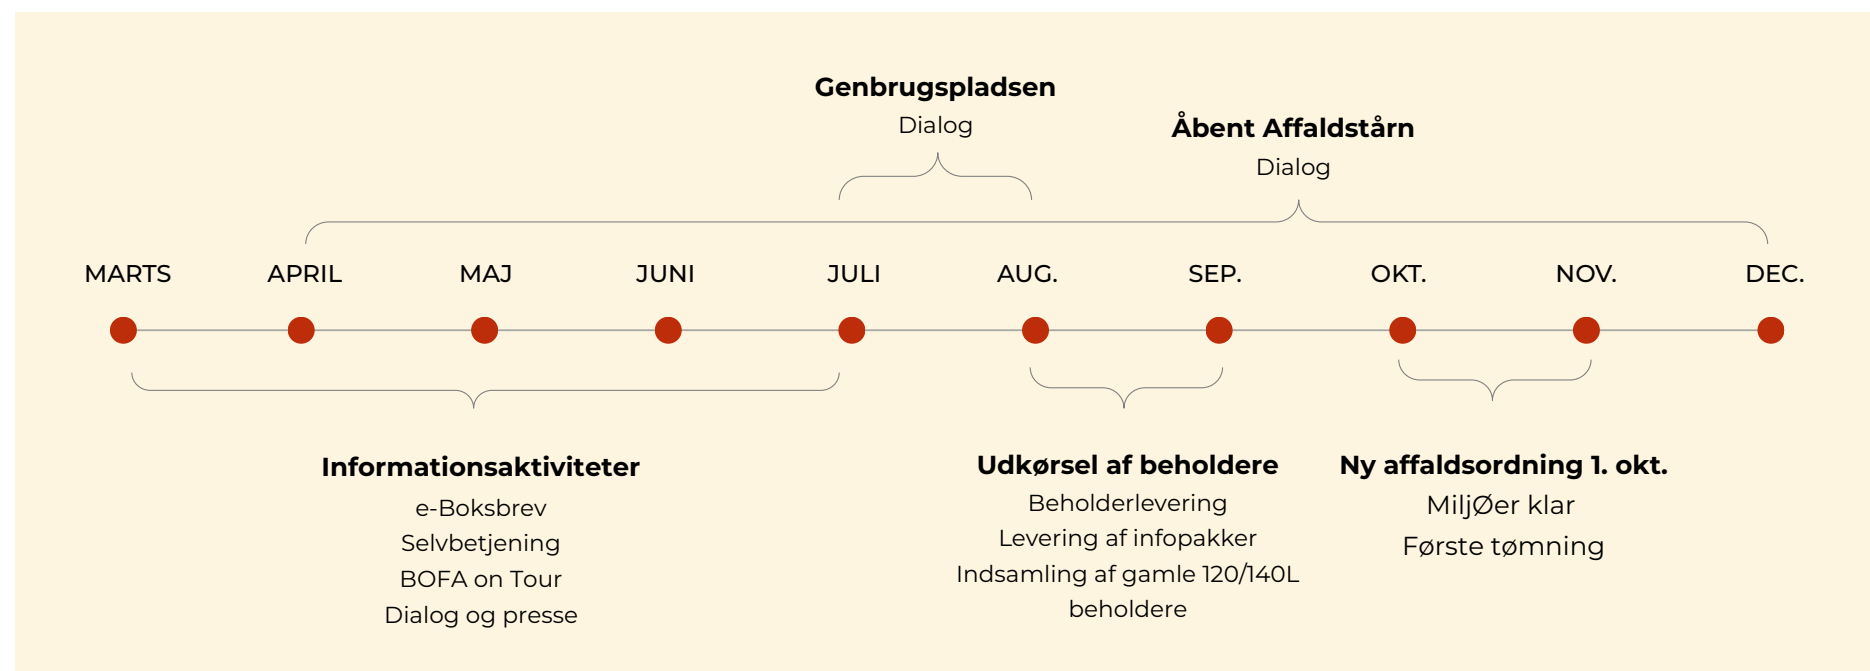 Genbrugspladsen
Dialog
Åbent Affaldstårn
Dialog
MARTS APRIL MAJ JUNI JULI AUG. SEP. OKT. NOV. DEC.
Informationsaktiviteter
e-Boksbrev
Selvbetjening
BOFA on Tour
Dialog og presse
Udkørsel af beholdere
Beholderlevering
Levering af infopakker
Indsamling af gamle 120/140L
beholdere
Ny affaldsordning 1. okt.
MiljØer klar
Første tømning